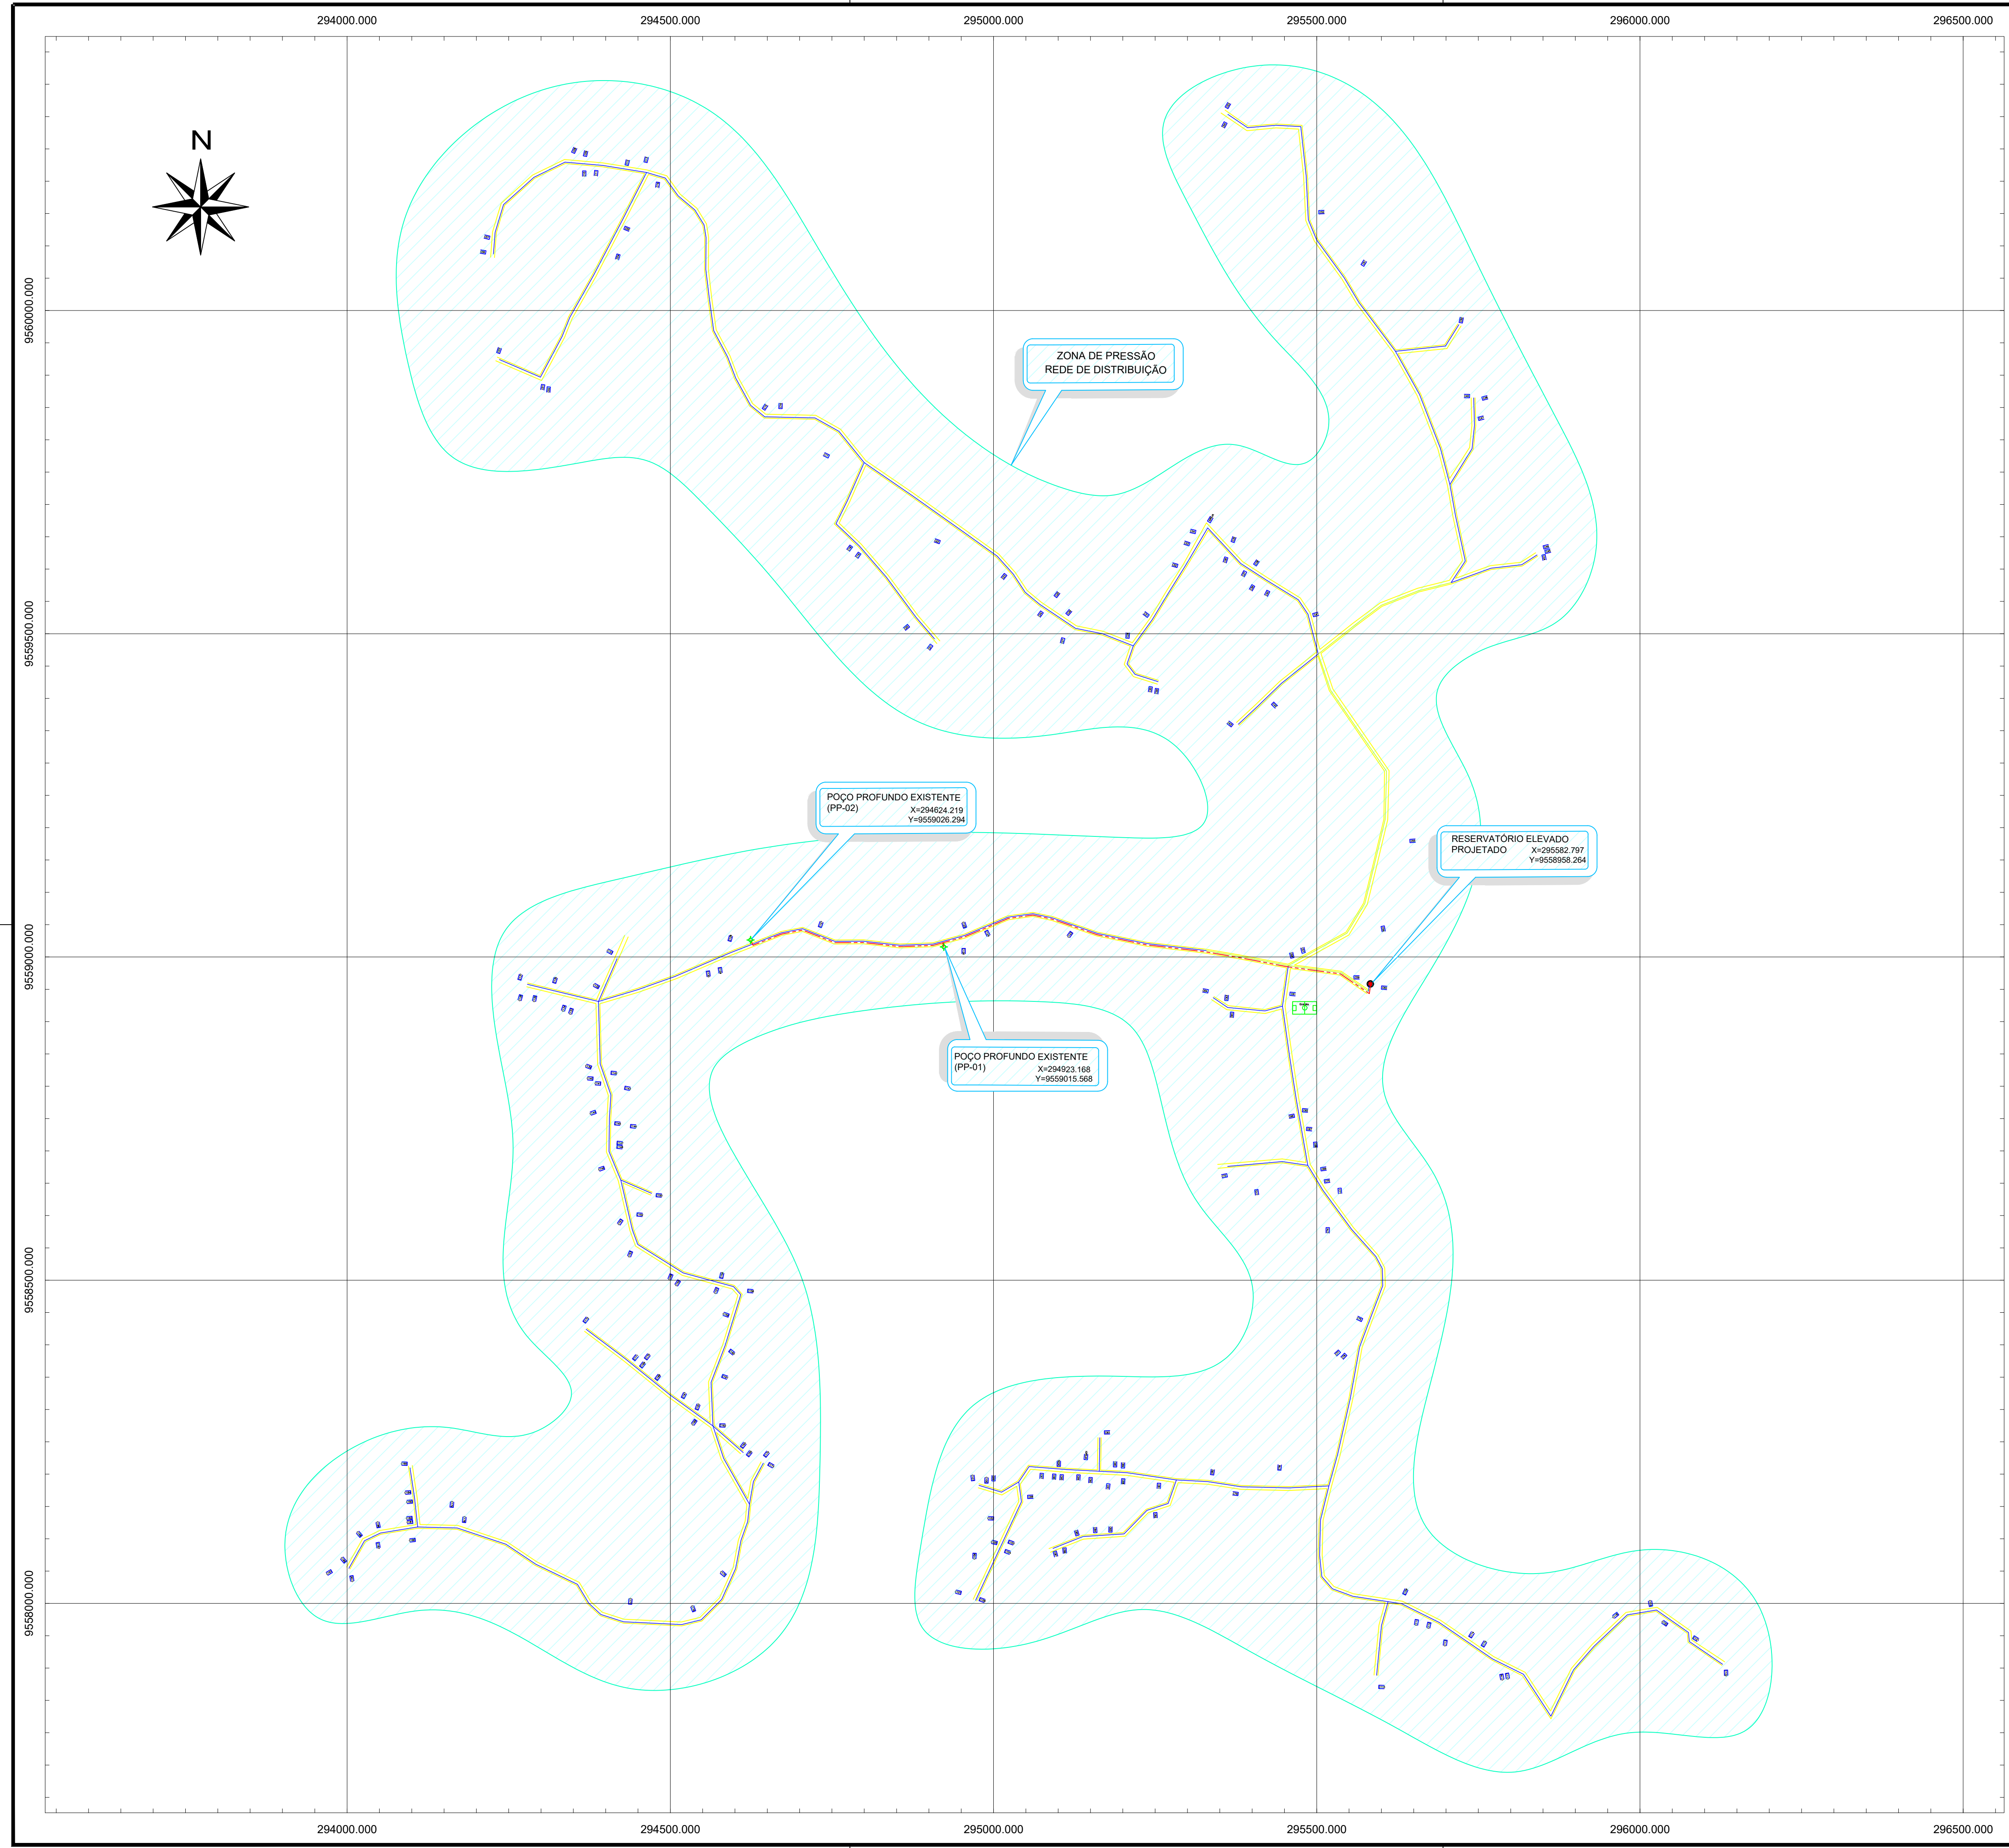 294000.000 294500.000 295000.000 295500.000 296000.000 296500.000
N
9560000.000
ZONA DE PRESSÃO
REDE DE DISTRIBUIÇÃO
9559500.000
POÇO PROFUNDO EXISTENTE
(PP-02) X=294624.219
Y=9559026.294
RESERVATÓRIO ELEVADO
PROJETADO X=295582.797
Y=9558958.264
9559000.000
POÇO PROFUNDO EXISTENTE
(PP-01) X=294923.168
Y=9559015.568
9558500.000
9558000.000
294000.000 294500.000 295000.000 295500.000 296000.000 296500.000